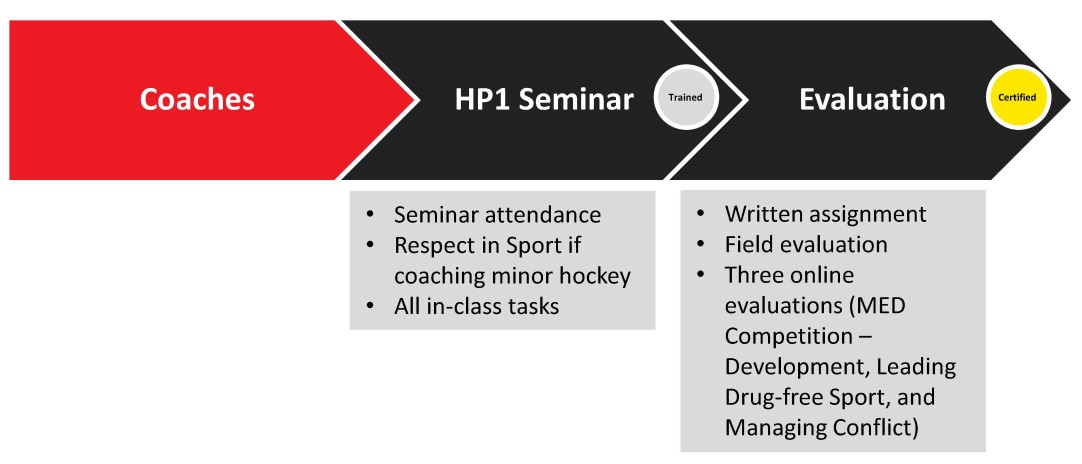 Coaches
HP1 Seminar
Trained
Evaluation
Certified
• Seminar attendance
• Respect in Sport if
coaching minor hockey
• All in-class tasks
• Written assignment
• Field evaluation
• Three online
evaluations (MED
Competition –
Development, Leading
Drug-free Sport, and
Managing Conflict)